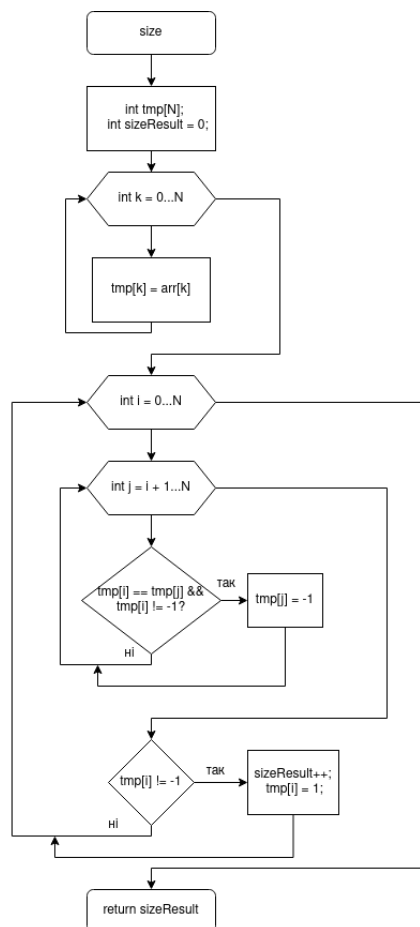 size
int tmp[N];
int sizeResult = 0;
int k = 0...N
tmp[k] = arr[k]
int i = 0...N
int j = i + 1...N
tmp[i] == tmp[j] &&
tmp[i] != -1?
так
tmp[j] = -1
ні
tmp[i] != -1
так
sizeResult++;
tmp[i] = 1;
ні
return sizeResult